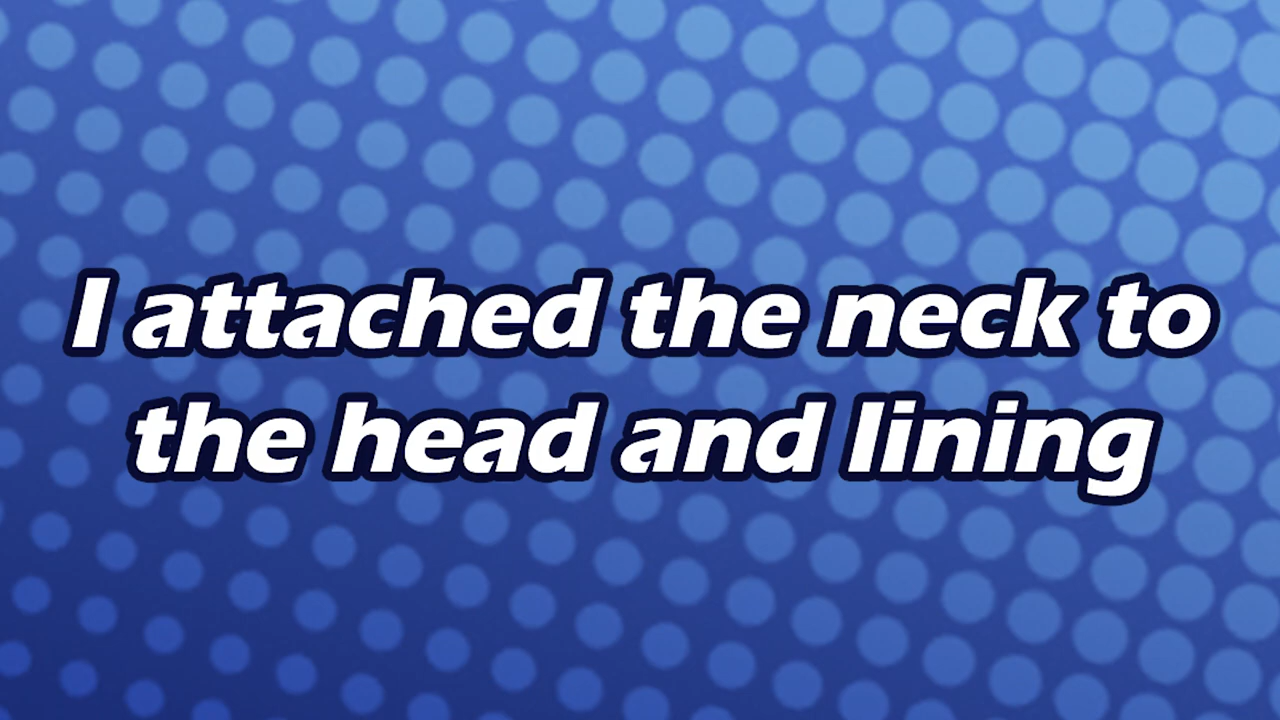 I attached the neck to
the head and lining